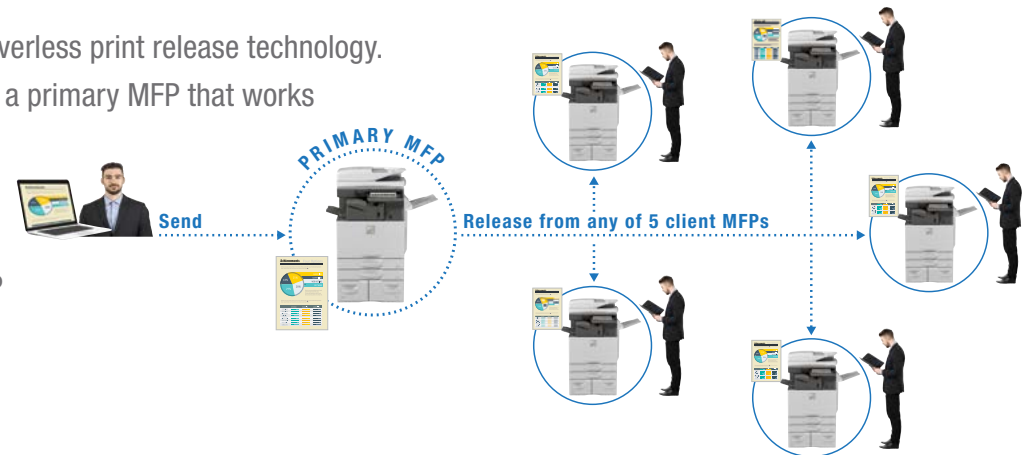 verless print release technology.
a primary MFP that works
PRIMARY MFP
Send
Release from any of 5 client MFPs